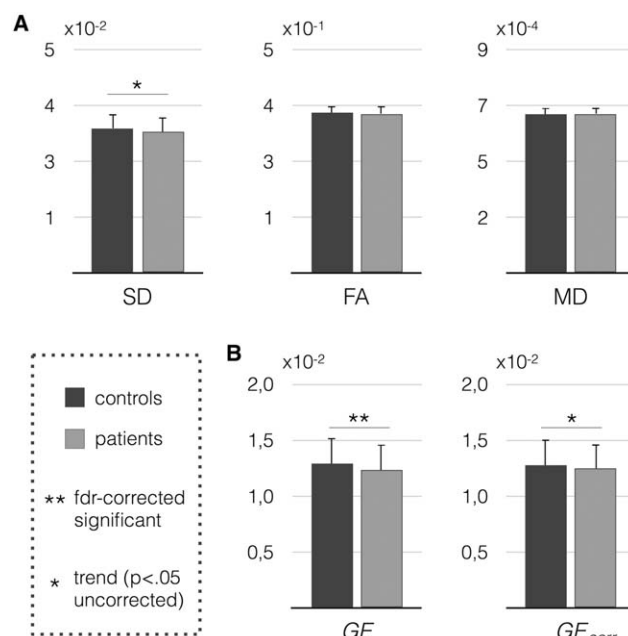 A
x10-2
5
4
3
1
*
SD
x10-1
5
4
3
1
FA
x10-4
9
7
5
2
MD
controls
patients
** fdr-corrected
significant
* trend (p<.05
uncorrected)
B
x10-2
2,0
1,5
1,0
0,5
**
GE
x10-2
2,0
1,5
1,0
0,5
*
GEcorr